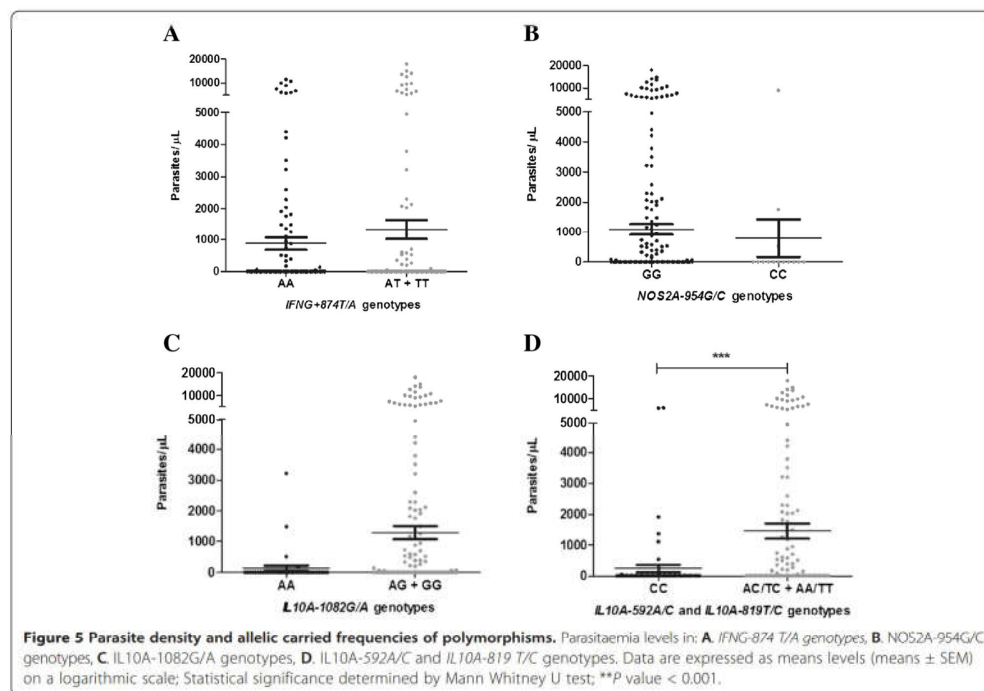 A
20000
10000
5000
4000
3000
2000
1000
0
Parasites/ μL
AA
AT + TT
IFNG+874T/A genotypes
B
20000
10000
5000
4000
3000
2000
1000
0
Parasites/ μL
GG
CC
NOS2A-954G/C genotypes
C
20000
10000
5000
4000
3000
2000
1000
0
Parasites/ μL
AA
AG + GG
IL10A-1082G/A genotypes
D
***
20000
10000
5000
4000
3000
2000
1000
0
Parasites/ μL
CC
AC/TC + AA/TT
IL10A-592A/C and IL10A-819T/C genotypes
Figure 5 Parasite density and allelic carried frequencies of polymorphisms. Parasitaemia levels in: A. IFNG-874 T/A genotypes, B. NOS2A-954G/C
genotypes, C. IL10A-1082G/A genotypes, D. IL10A-592A/C and IL10A-819 T/C genotypes. Data are expressed as means levels (means ± SEM)
on a logarithmic scale; Statistical significance determined by Mann Whitney U test; **P value < 0.001.